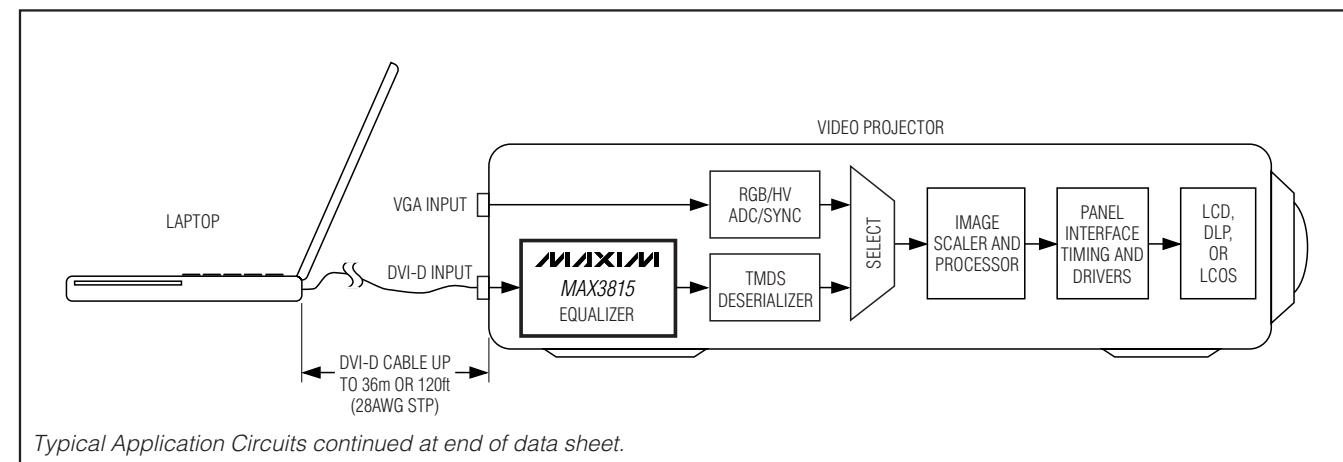 VIDEO PROJECTOR
LAPTOP
VGA INPUT
RGB/HV
ADC/SYNC
SELECT
IMAGE
SCALER AND
PROCESSOR
PANEL
INTERFACE
TIMING AND
DRIVERS
LCD,
DLP,
OR
LCOS
DVI-D INPUT
MAXIM
MAX3815
EQUALIZER
TMDS
DESERIALIZER
DVI-D CABLE UP
TO 36m OR 120ft
(28AWG STP)
Typical Application Circuits continued at end of data sheet.